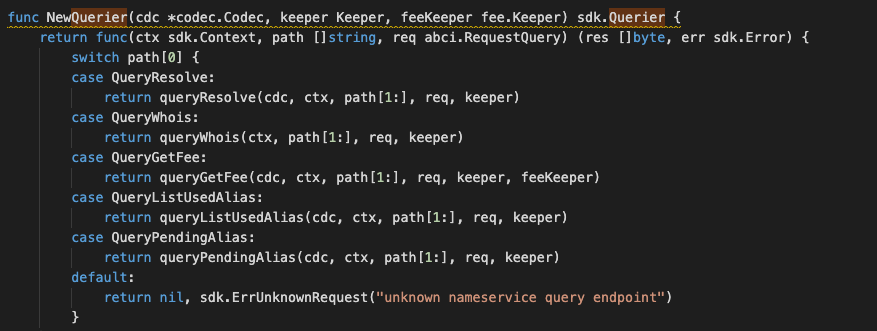 func NewQuerier(cdc *codec.Codec, keeper Keeper, feeKeeper fee.Keeper) sdk.Querier {
    return func(ctx sdk.Context, path []string, req abci.RequestQuery) (res []byte, err sdk.Error) {
        switch path[0] {
        case QueryResolve:
            return queryResolve(cdc, ctx, path[1:], req, keeper)
        case QueryWhois:
            return queryWhois(ctx, path[1:], req, keeper)
        case QueryGetFee:
            return queryGetFee(cdc, ctx, path[1:], req, keeper, feeKeeper)
        case QueryListUsedAlias:
            return queryListUsedAlias(cdc, ctx, path[1:], req, keeper)
        case QueryPendingAlias:
            return queryPendingAlias(cdc, ctx, path[1:], req, keeper)
        default:
            return nil, sdk.ErrUnknownRequest("unknown nameservice query endpoint")
        }